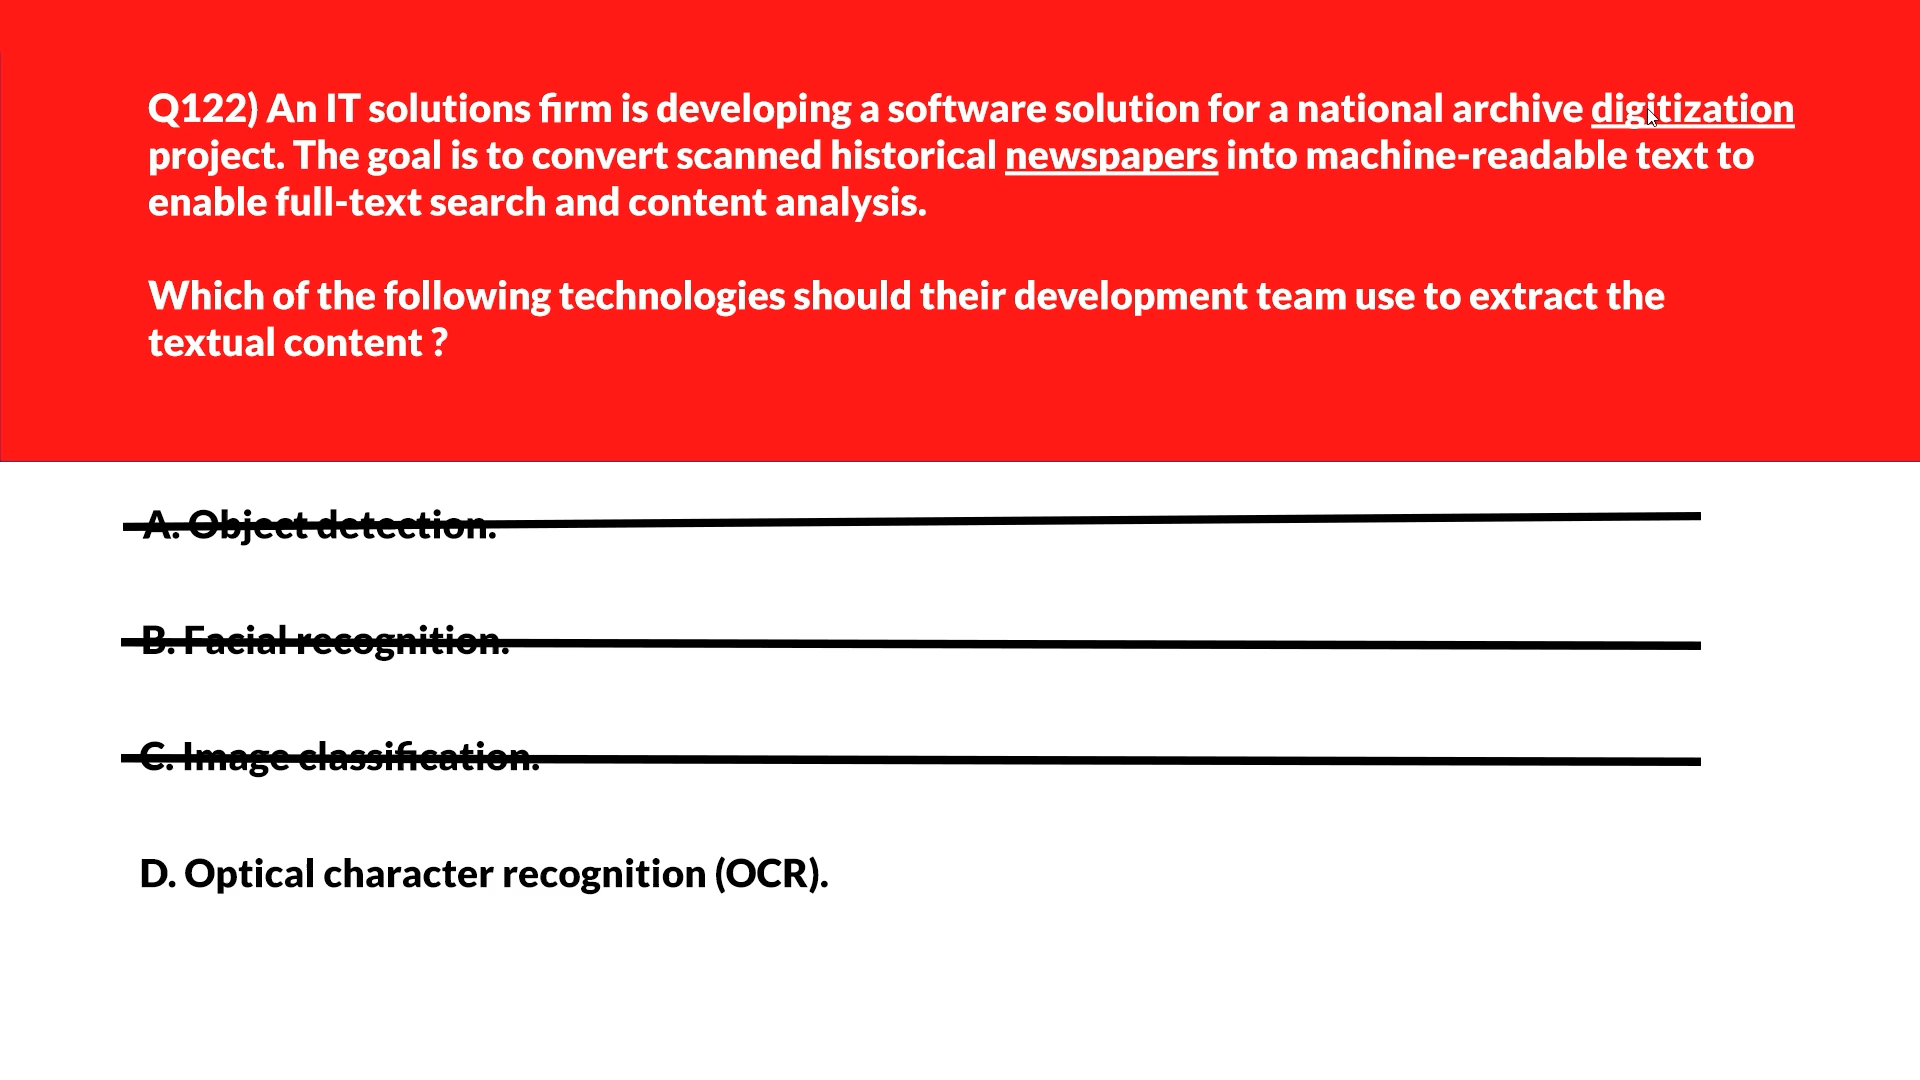 Q122) An IT solutions firm is developing a software solution for a national archive digitization
project. The goal is to convert scanned historical newspapers into machine-readable text to
enable full-text search and content analysis.
Which of the following technologies should their development team use to extract the
textual content ?
A. Object detection.
B. Facial recognition.
C. Image classification.
D. Optical character recognition (OCR).